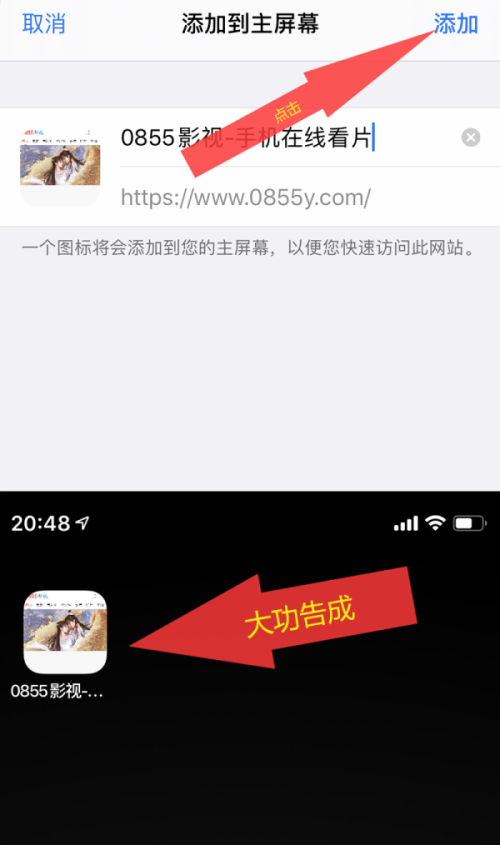 取消 添加到主屏幕 添加
点击
0855影视-手机在线看片
https://www.0855y.com/
一个图标将会添加到您的主屏幕，以便您快速访问此网站。
20:48
大功告成
0855影视-...